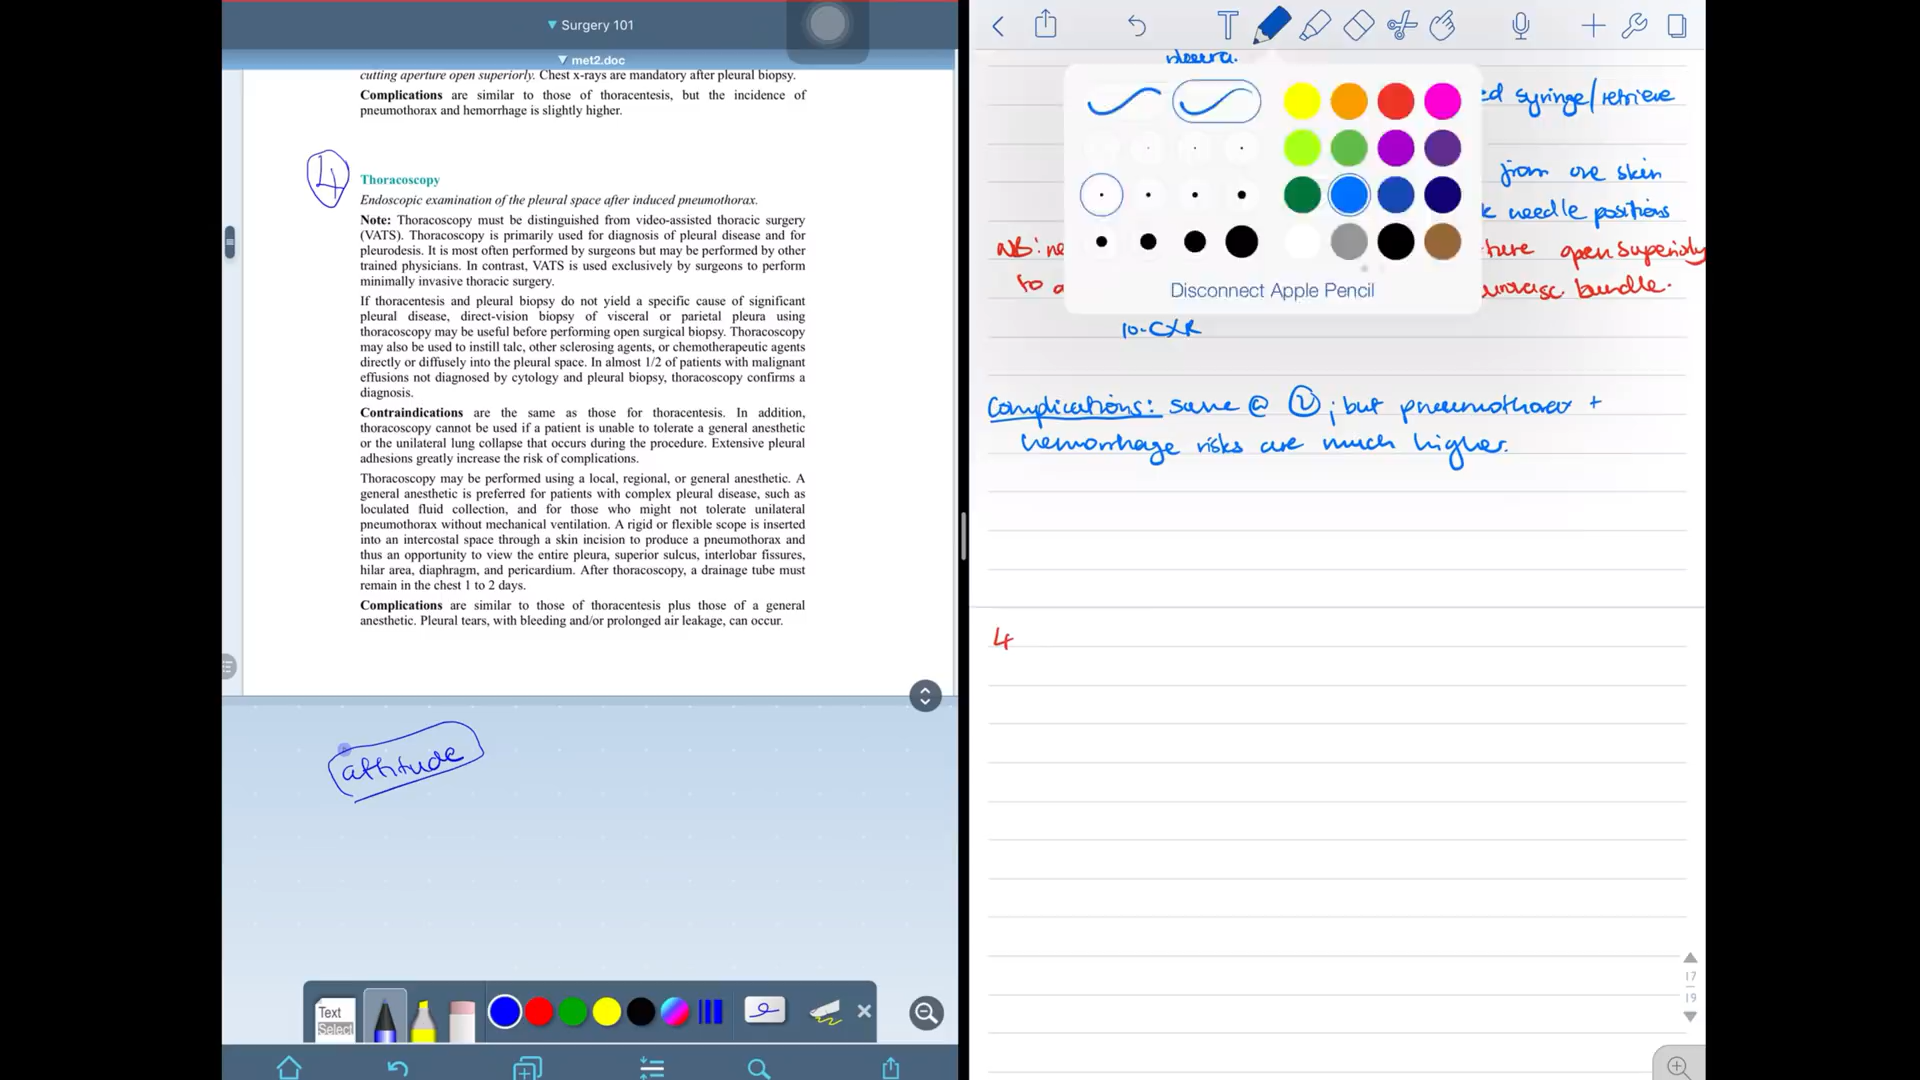 Surgery 101
met2.doc
cutting aperture open superiorly. Chest x-rays are mandatory after pleural biopsy.
Complications are similar to those of thoracentesis, but the incidence of
pneumothorax and hemorrhage is slightly higher.
4
Thoracoscopy
Endoscopic examination of the pleural space after induced pneumothorax.
Note: Thoracoscopy must be distinguished from video-assisted thoracic surgery
(VATS). Thoracoscopy is primarily used for diagnosis of pleural disease and for
pleurodesis. It is most often performed by surgeons but may be performed by other
trained physicians. In contrast, VATS is used exclusively by surgeons to perform
minimally invasive thoracic surgery.
If thoracentesis and pleural biopsy do not yield a specific cause of significant
pleural disease, direct-vision biopsy of visceral or parietal pleura using
thoracoscopy may be useful before performing open surgical biopsy. Thoracoscopy
may also be used to instill talc, other sclerosing agents, or chemotherapeutic agents
directly or diffusely into the pleural space. In almost 1/2 of patients with malignant
effusions not diagnosed by cytology and pleural biopsy, thoracoscopy confirms a
diagnosis.
Contraindications are the same as those for thoracentesis. In addition,
thoracoscopy cannot be used if a patient is unable to tolerate a general anesthetic
or the unilateral lung collapse that occurs during the procedure. Extensive pleural
adhesions greatly increase the risk of complications.
Thoracoscopy may be performed using a local, regional, or general anesthetic. A
general anesthetic is preferred for patients with complex pleural disease, such as
loculated fluid collection, and for those who might not tolerate unilateral
pneumothorax without mechanical ventilation. A rigid or flexible scope is inserted
into an intercostal space through a skin incision to produce a pneumothorax and
thus an opportunity to view the entire pleura, superior sulcus, interlobar fissures,
hilar area, diaphragm, and pericardium. After thoracoscopy, a drainage tube must
remain in the chest 1 to 2 days.
Complications are similar to those of thoracentesis plus those of a general
anesthetic. Pleural tears, with bleeding and/or prolonged air leakage, can occur.
attitude
Text
Select
T
pleura.
ed syringe/retrieve
from one skin
needle positions
NB: ne
open superiorly
to a
bundle.
Disconnect Apple Pencil
10-CXR
Complications: same @ 2; but pneumothorax +
hemorrhage risks are much higher.
4
17
19